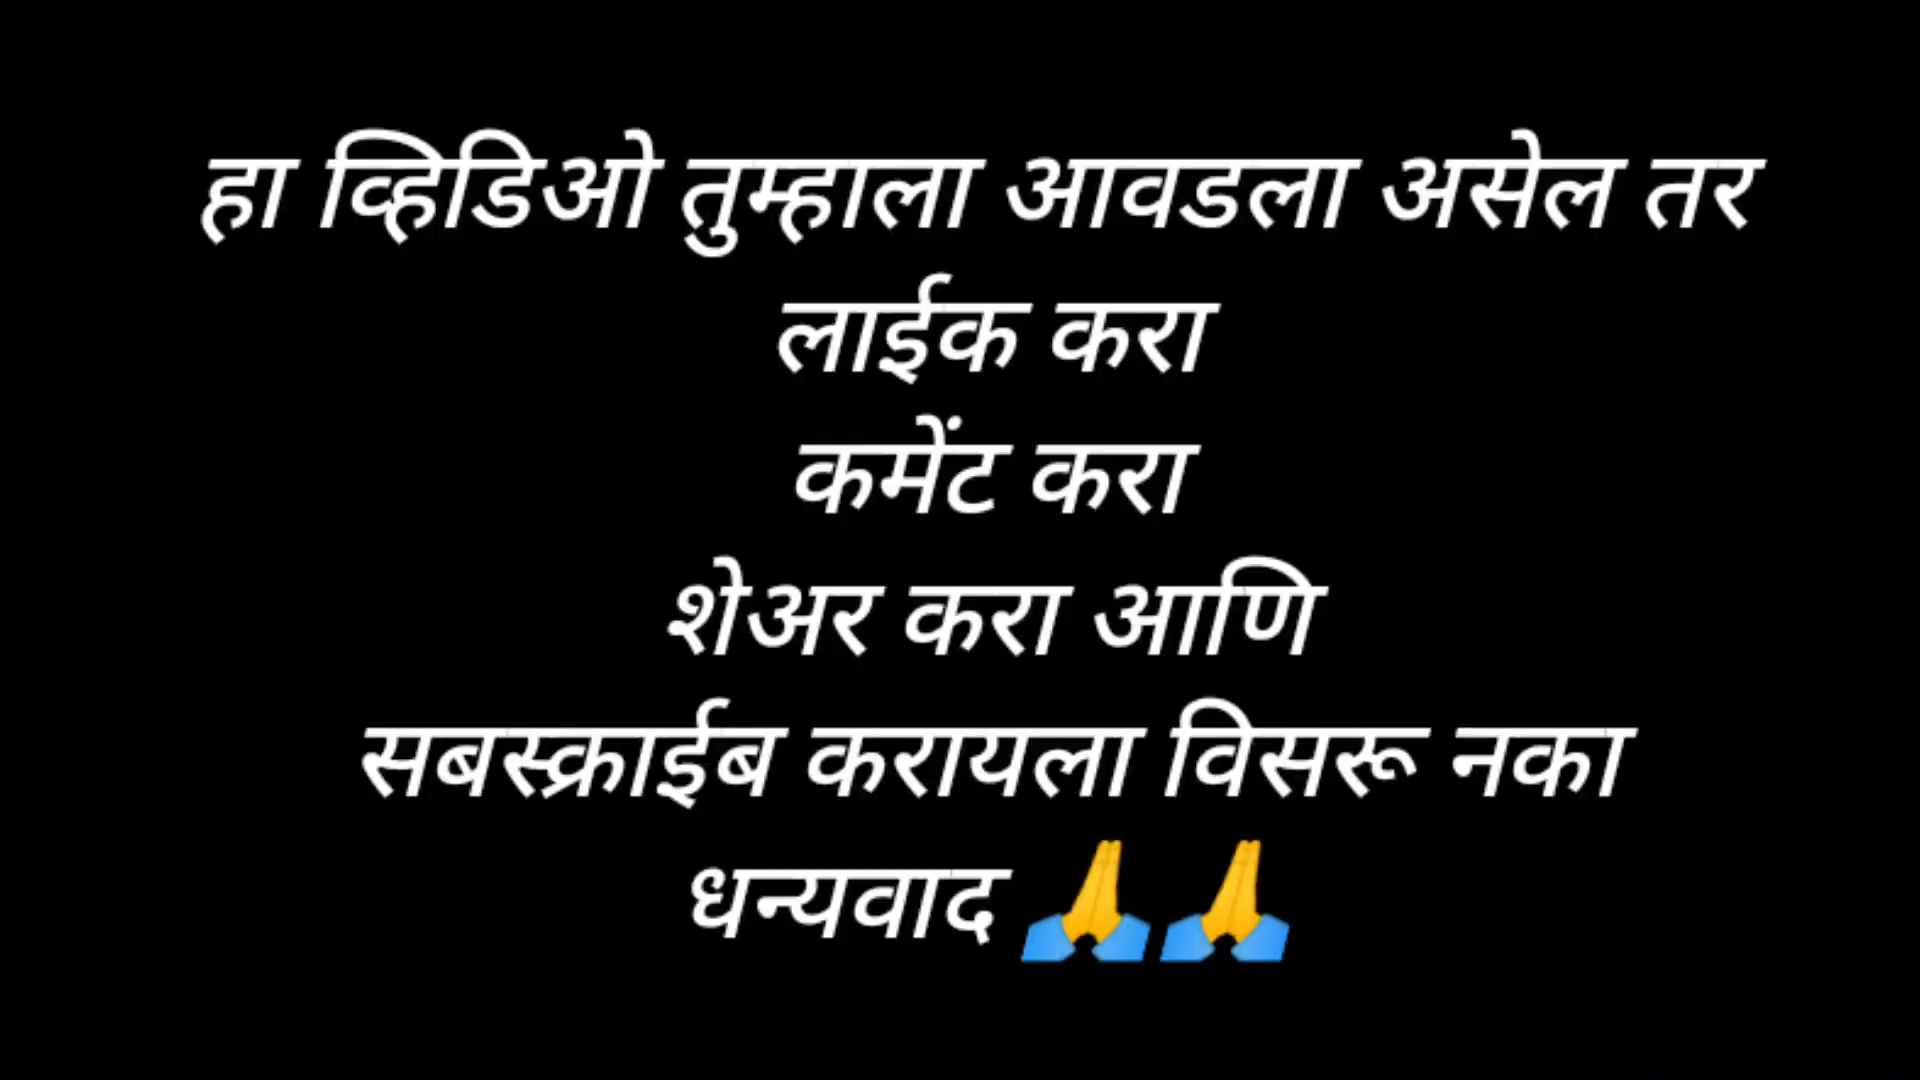 हा व्हिडिओ तुम्हाला आवडला असेल तर
लाईक करा
कमेंट करा
शेअर करा आणि
सबस्क्राईब करायला विसरू नका
धन्यवाद 🙏🙏